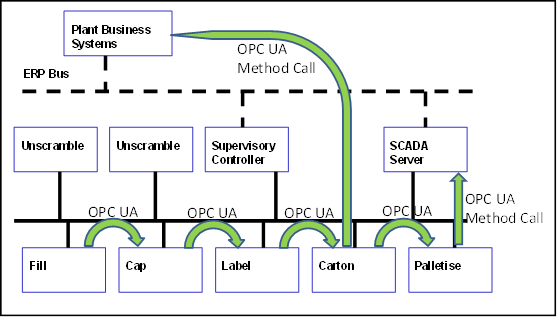 Plant Business
Systems
OPC UA
Method Call
ERP Bus
Unscramble
Unscramble
Supervisory
Controller
SCADA
Server
OPC UA
OPC UA
OPC UA
OPC UA
OPC UA
Method Call
Fill
Cap
Label
Carton
Palletise